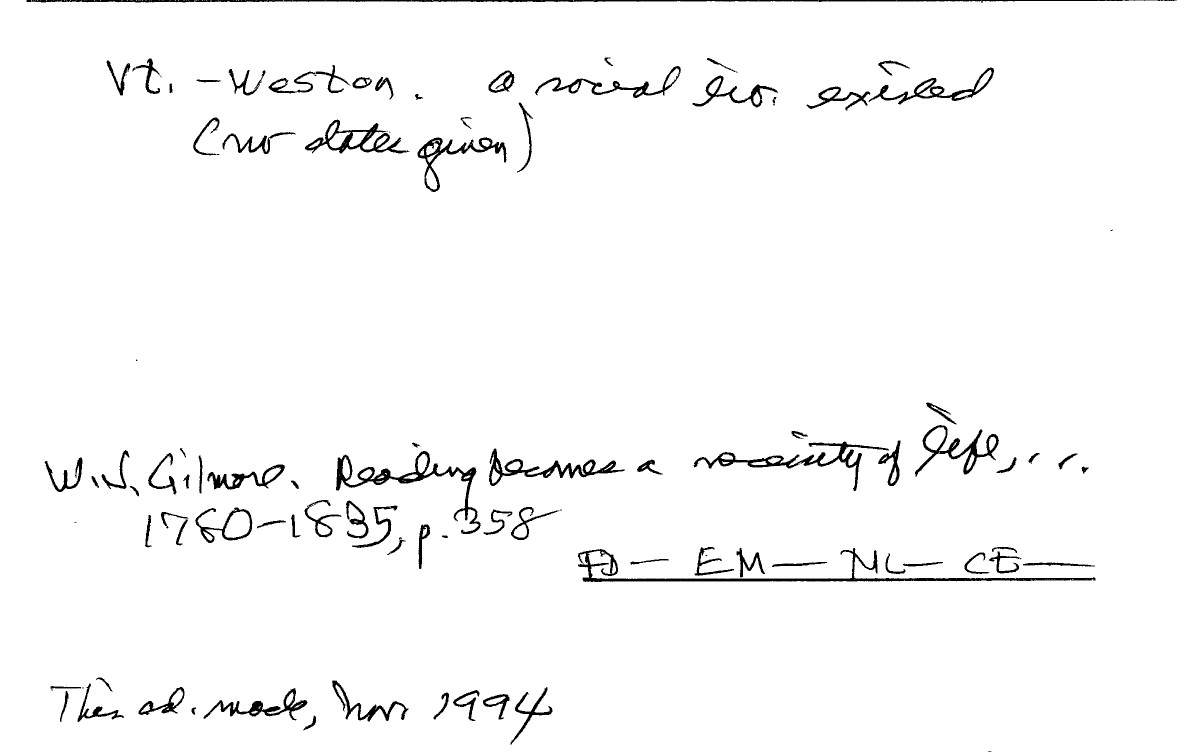 Vt. - Weston. a social lib. existed
(no dates given)
W.J. Gilmore. Reading becomes a necessity of life, ...
1780-1835, p. 358
FD — EM — NL — CE —
This ad. made, Nov 1994